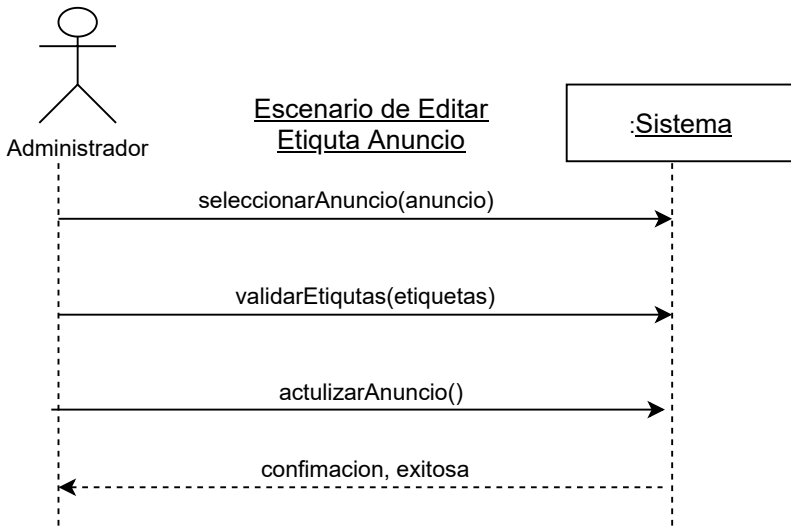 Escenario de Editar
Etiquta Anuncio
:Sistema
Administrador
seleccionarAnuncio(anuncio)
validarEtiqutas(etiquetas)
actulizarAnuncio()
confimacion, exitosa